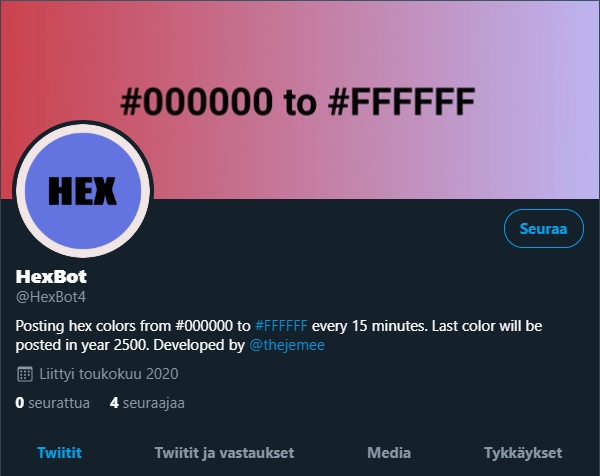 #000000 to #FFFFFF
HEX
Seuraa
HexBot
@HexBot4
Posting hex colors from #000000 to #FFFFFF every 15 minutes. Last color will be
posted in year 2500. Developed by @thejemee
Liittyi toukokuu 2020
0 seurattua 4 seuraajaa
Twiitit Twiitit ja vastaukset Media Tykkäykset